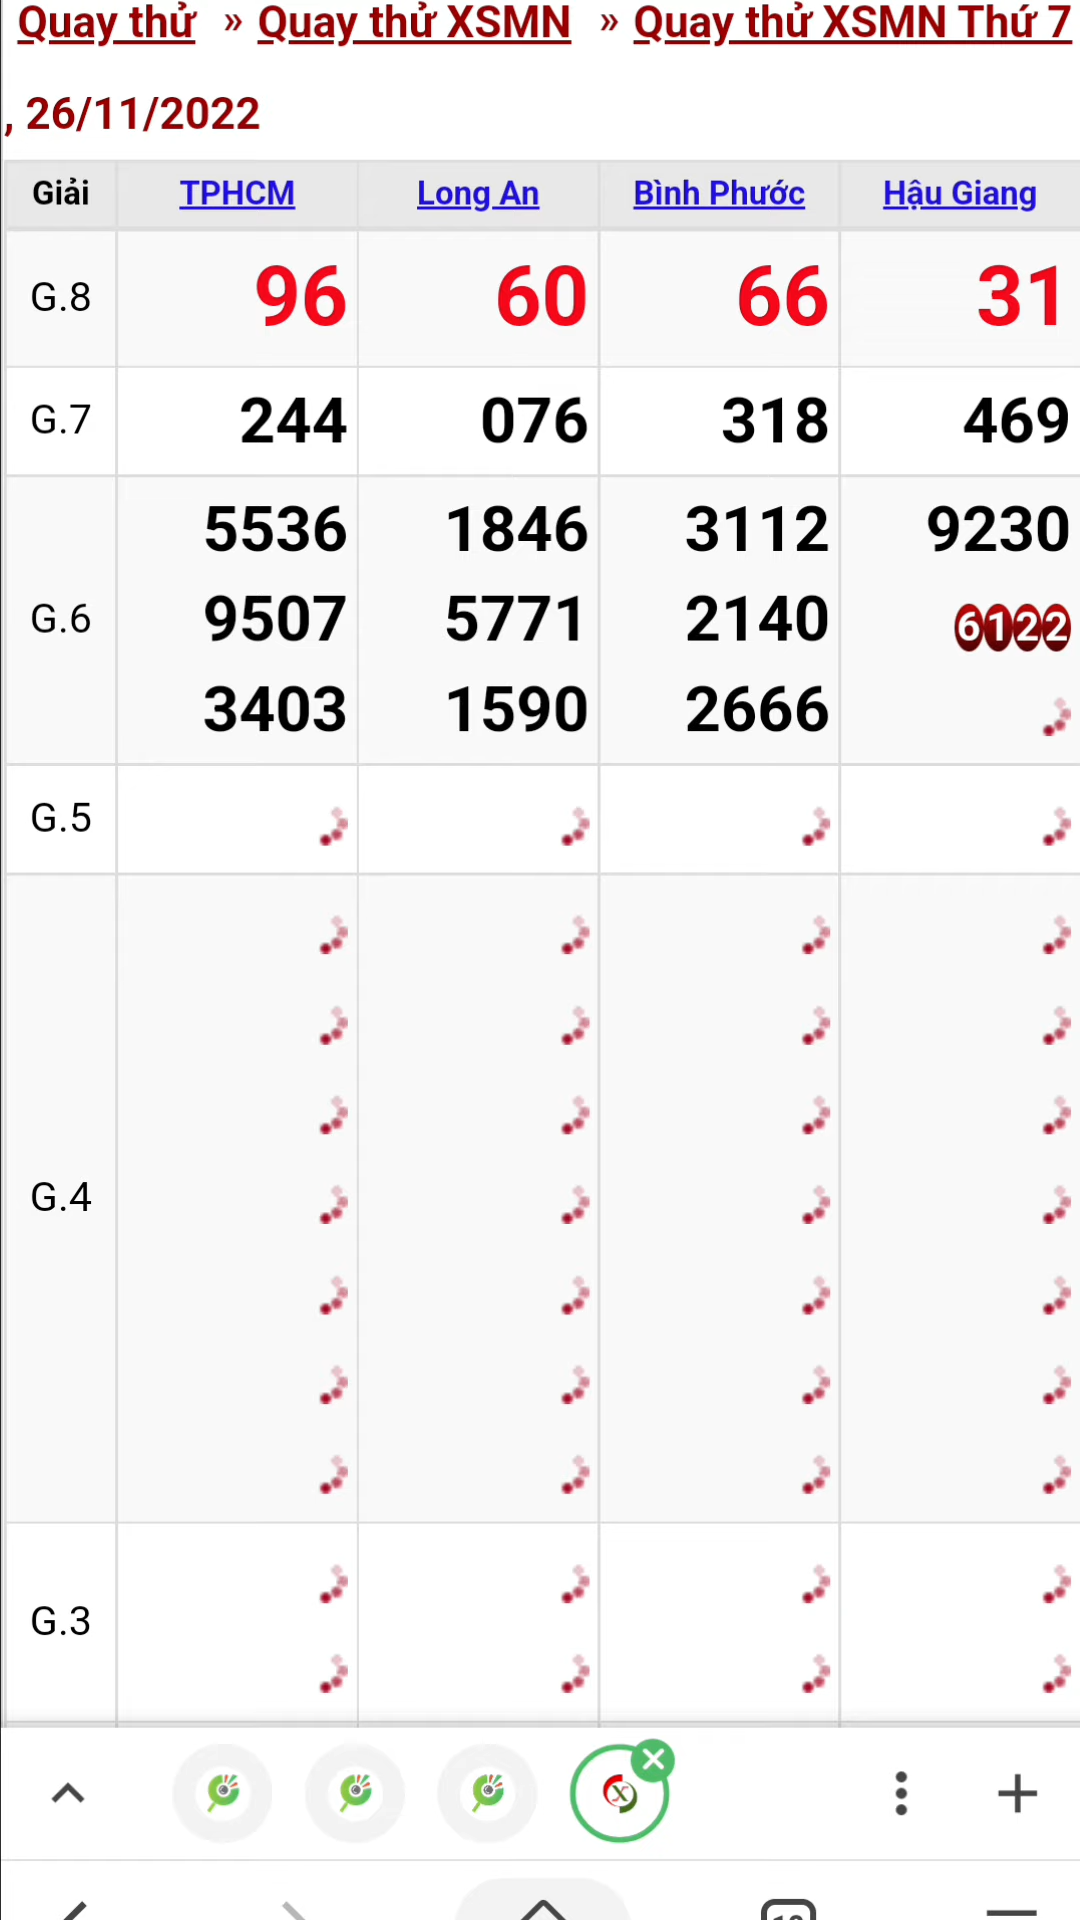 Quay thử » Quay thử XSMN » Quay thử XSMN Thứ 7
, 26/11/2022
Giải TPHCM Long An Bình Phước Hậu Giang
G.8 96 60 66 31
G.7 244 076 318 469
5536 1846 3112 9230
G.6 9507 5771 2140 6122
3403 1590 2666
G.5
G.4
G.3